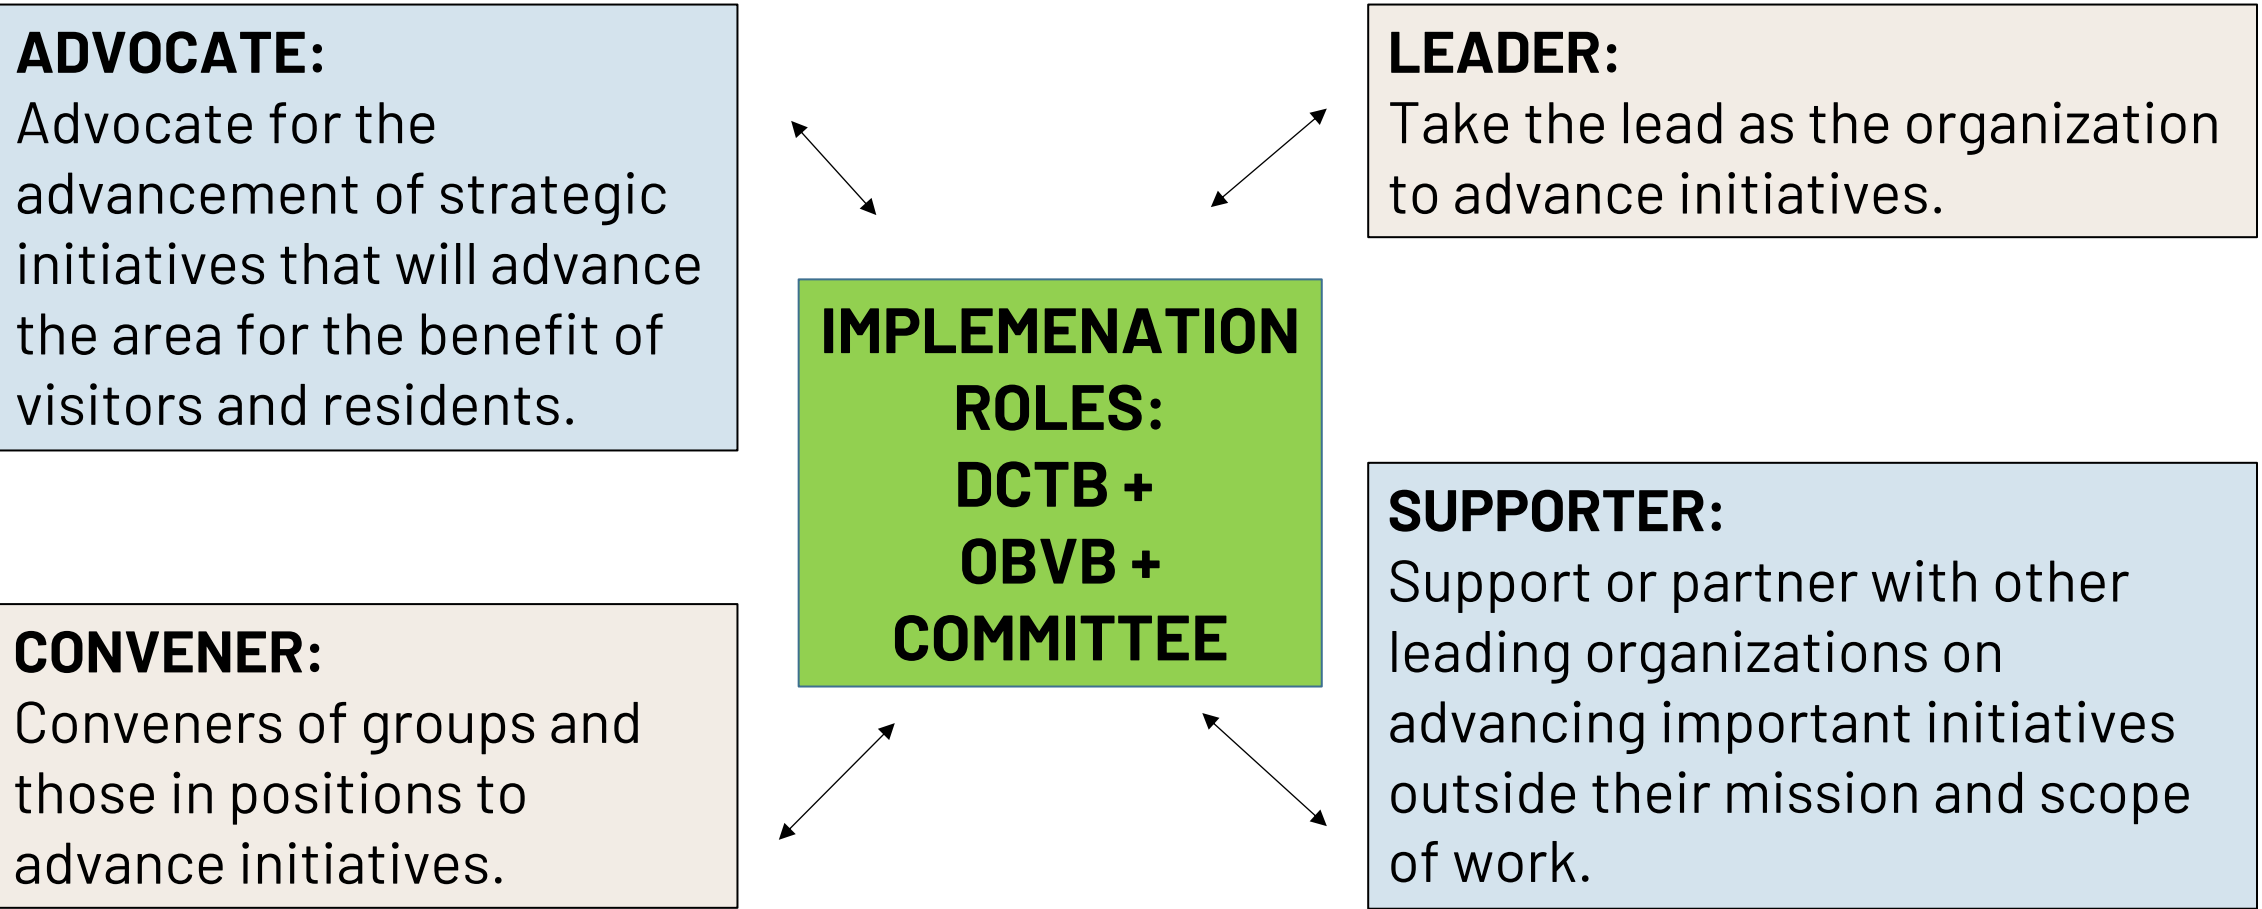 ADVOCATE:
Advocate for the
advancement of strategic
initiatives that will advance
the area for the benefit of
visitors and residents.
LEADER:
Take the lead as the organization
to advance initiatives.
IMPLEMENATION
ROLES:
DCTB +
OBVB +
COMMITTEE
CONVENER:
Conveners of groups and
those in positions to
advance initiatives.
SUPPORTER:
Support or partner with other
leading organizations on
advancing important initiatives
outside their mission and scope
of work.